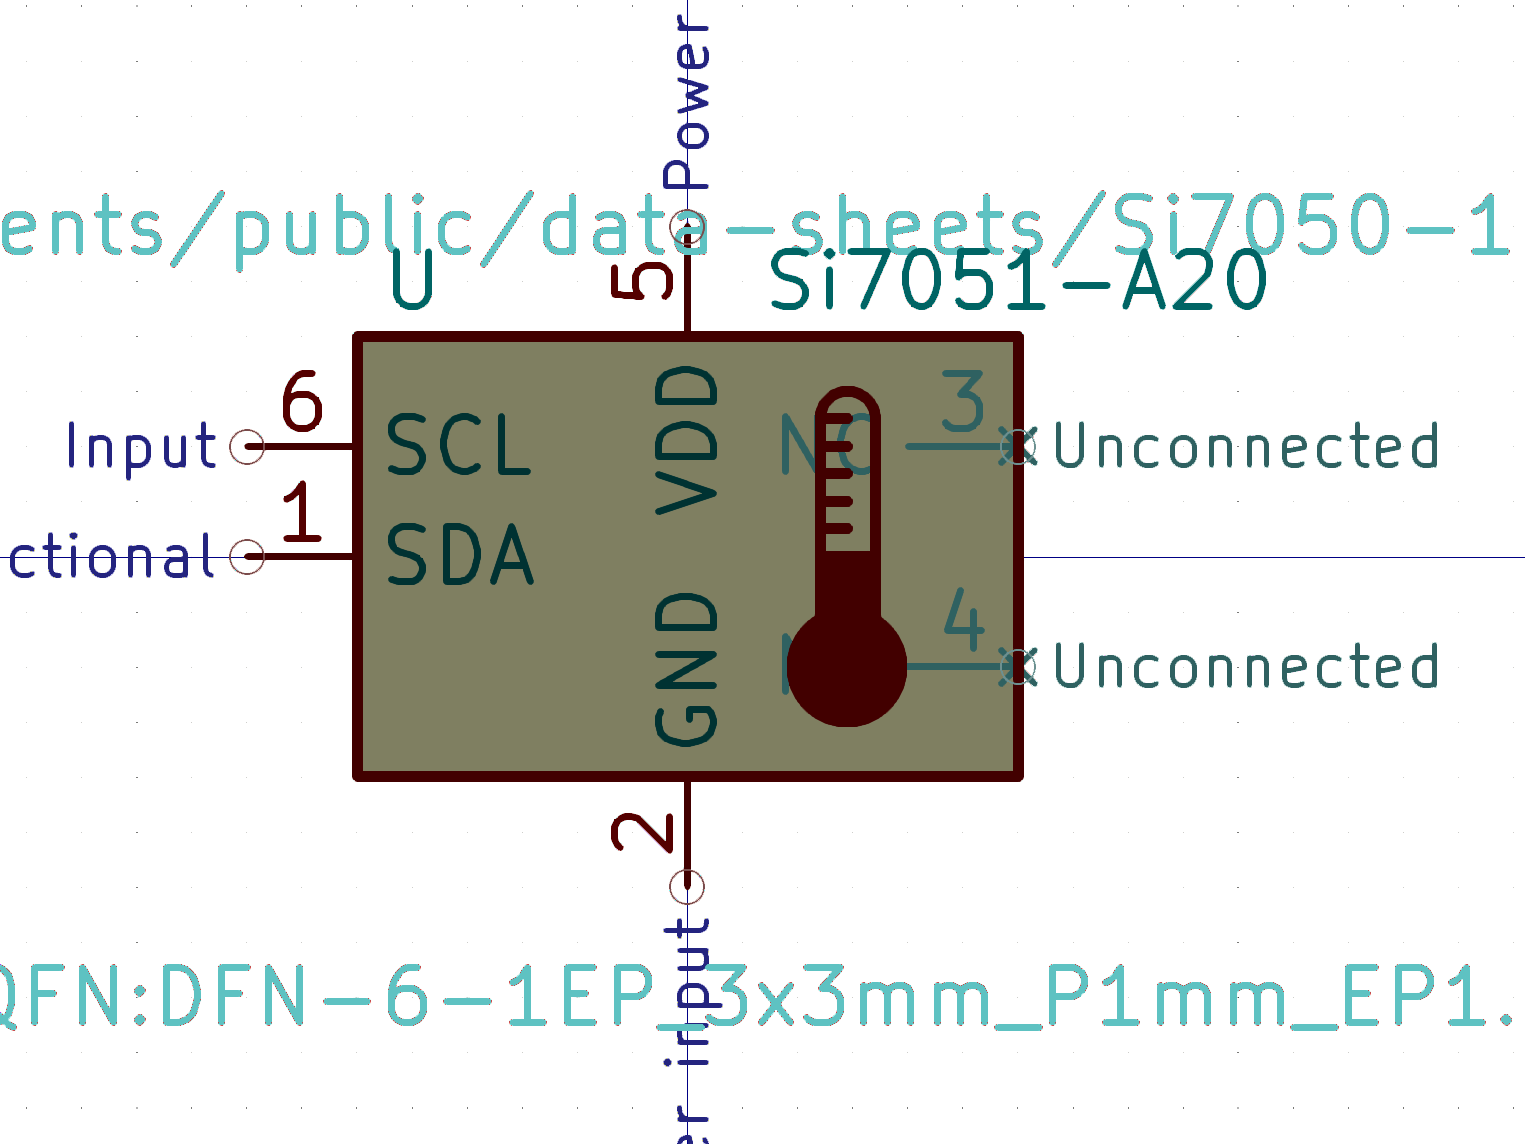 Power
ents/public/data-sheets/Si7050-1
U
Si7051-A20
5
6
3
Input
SCL
VDD
NC
Unconnected
1
ctional
SDA
4
GND
Unconnected
2
QFN:DFN-6-1EP_3x3mm_P1mm_EP1.
er input